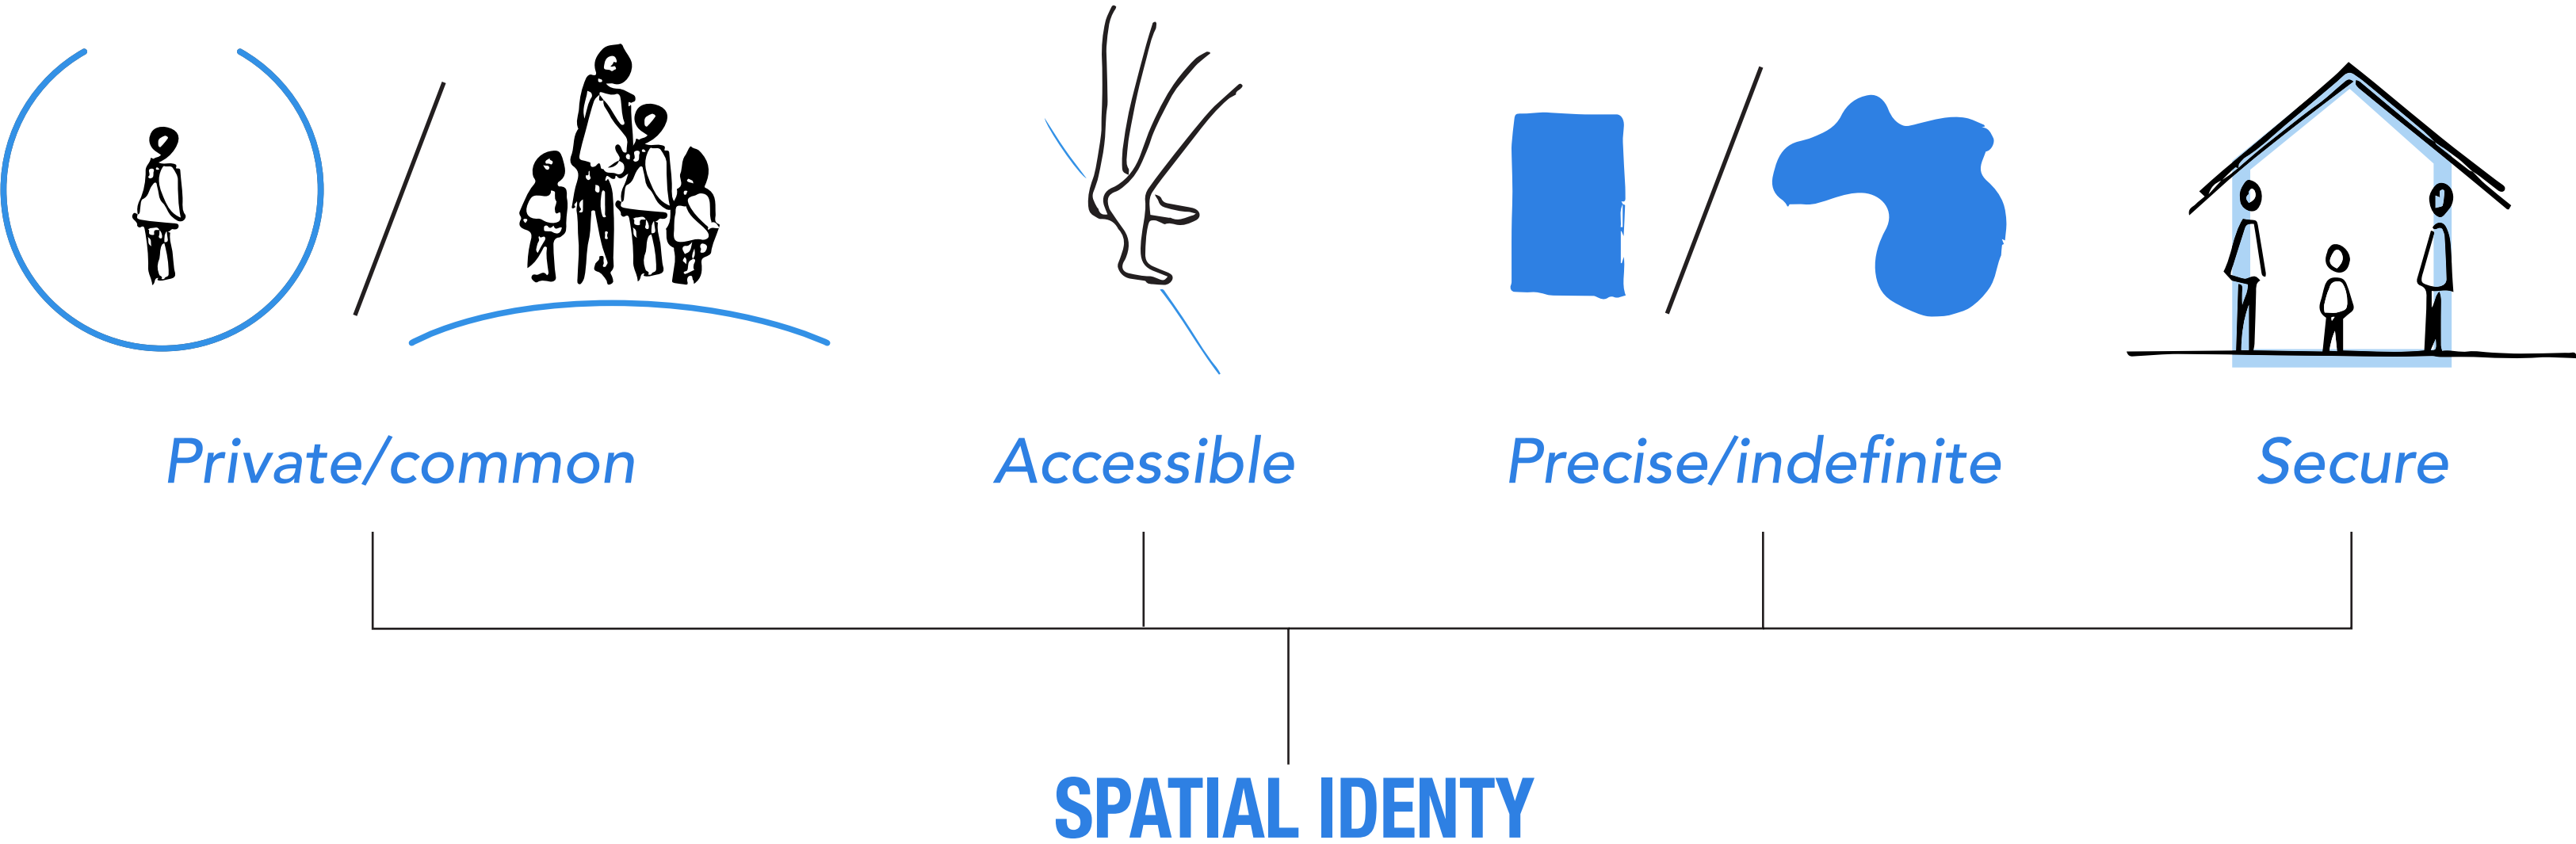 Private/common
Accessible
Precise/indefinite
Secure
SPATIAL IDENTY